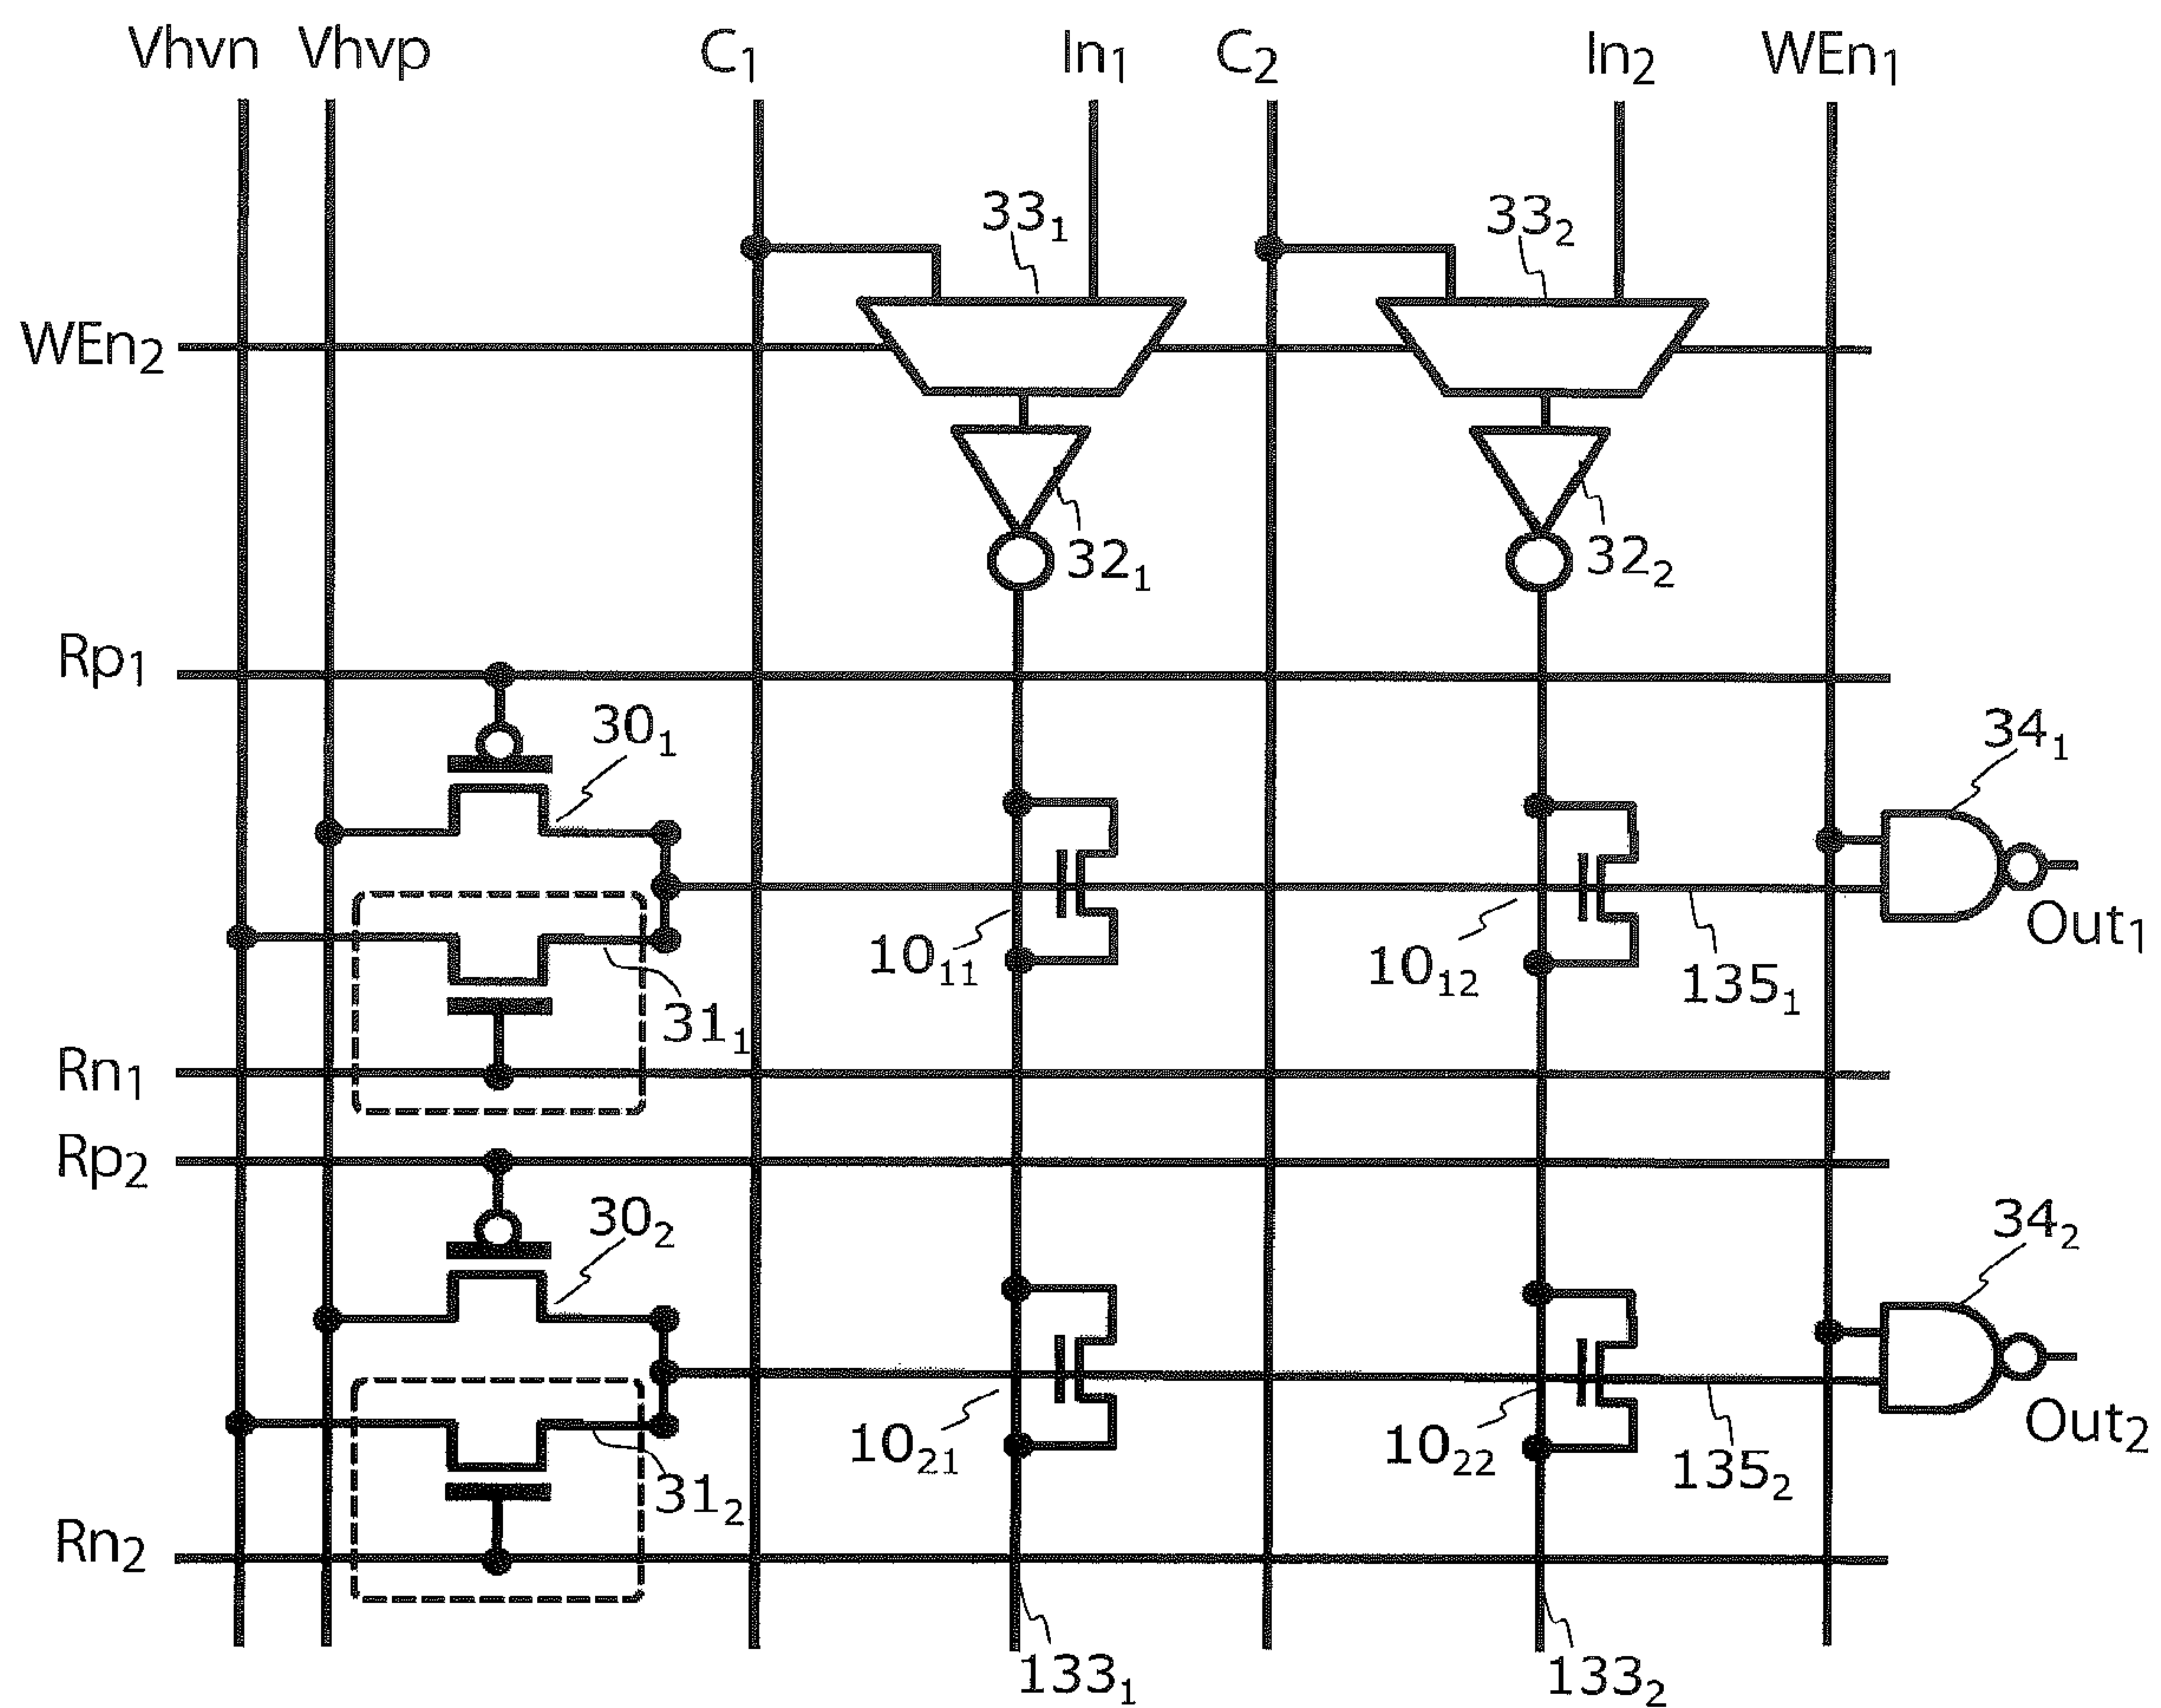 Vhvn Vhvp C₁ In₁ C₂ In₂ WEn₁
33₁ 33₂
WEn₂
32₁ 32₂
Rp₁
30₁ 34₁
Out₁
10₁₁ 10₁₂ 135₁
31₁
Rn₁
Rp₂
30₂ 34₂
Out₂
10₂₁ 10₂₂ 135₂
31₂
Rn₂
133₁ 133₂